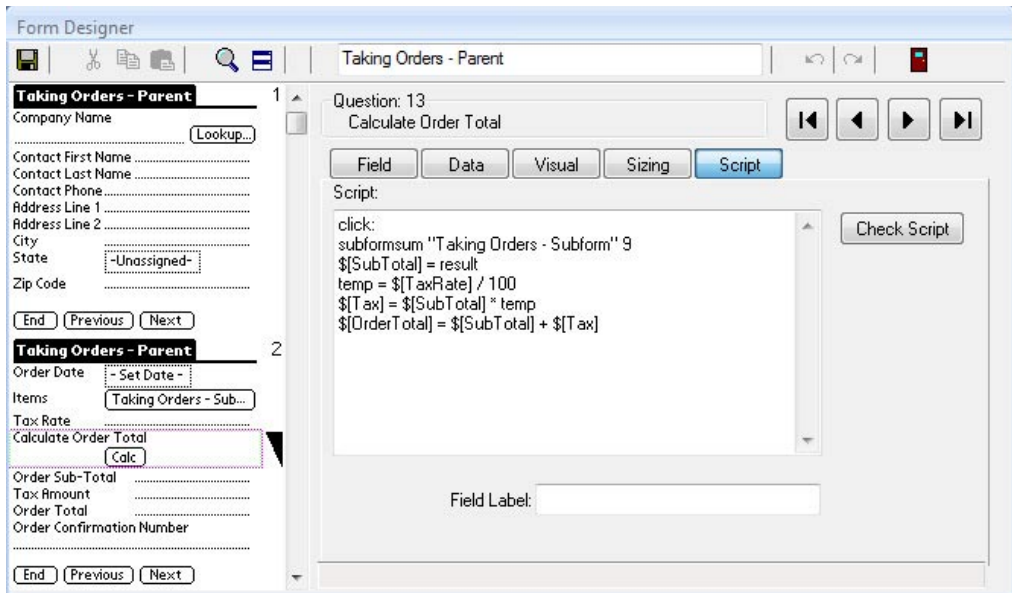 Form Designer
Taking Orders - Parent
Taking Orders - Parent 1
Company Name
(Lookup...)
Contact First Name
Contact Last Name
Contact Phone
Address Line 1
Address Line 2
City
State -Unassigned-
Zip Code
End Previous Next
Taking Orders - Parent 2
Order Date - Set Date -
Items Taking Orders - Sub...
Tax Rate
Calculate Order Total
Calc
Order Sub-Total
Tax Amount
Order Total
Order Confirmation Number
End Previous Next
Question: 13
Calculate Order Total
Field Data Visual Sizing Script
Script:
click:
subformsum "Taking Orders - Subform" 9
$[SubTotal] = result
temp = $[TaxRate] / 100
$[Tax] = $[SubTotal] * temp
$[OrderTotal] = $[SubTotal] + $[Tax]
Check Script
Field Label: